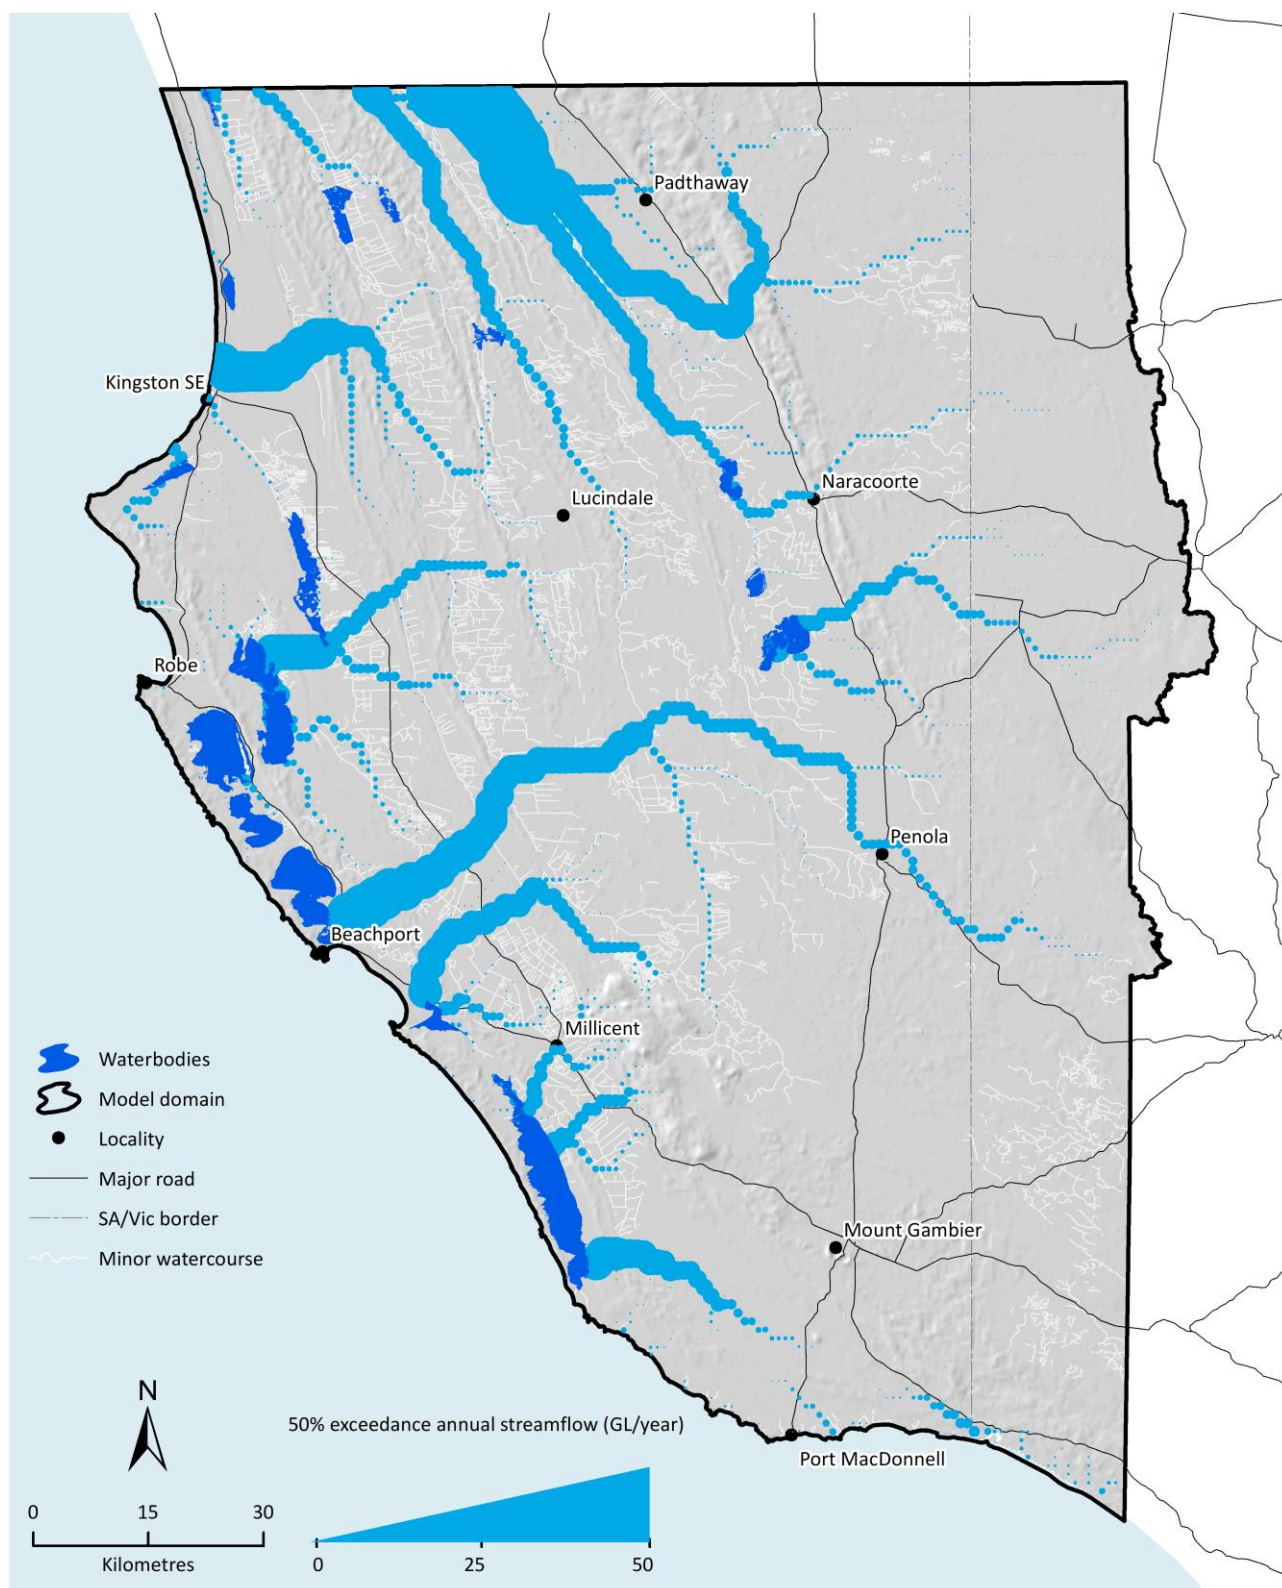 Padthaway
Kingston SE
Naracoorte
Lucindale
Robe
Penola
Beachport
Millicent
Waterbodies
Model domain
Locality
Major road
SA/Vic border
Minor watercourse
Mount Gambier
N
50% exceedance annual streamflow (GL/year)
Port MacDonnell
0 15 30
Kilometres
0 25 50